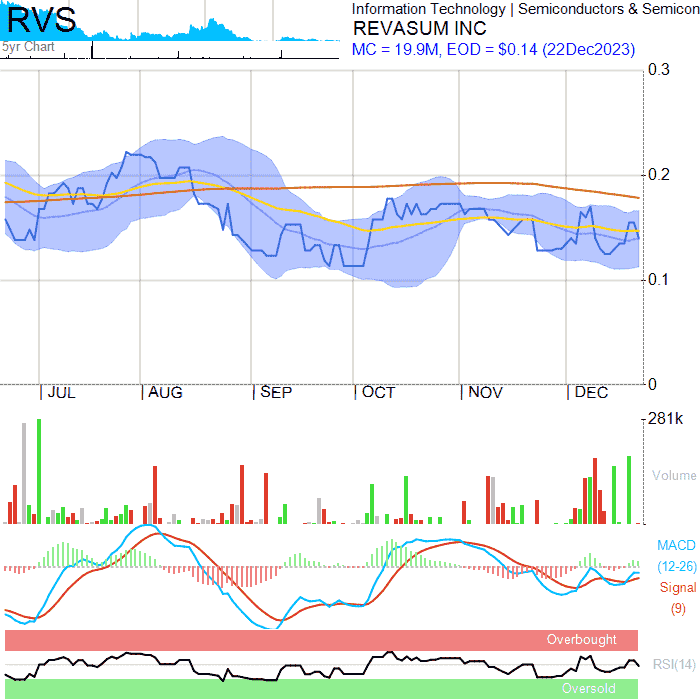 RVS
5yr Chart
Information Technology | Semiconductors & Semicon
REVASUM INC
MC = 19.9M, EOD = $0.14 (22Dec2023)
0.3
0.2
0.1
0
| JUL | AUG | SEP | OCT | NOV | DEC
281k
Volume
MACD
(12-26)
Signal
(9)
Overbought
RSI(14)
Oversold